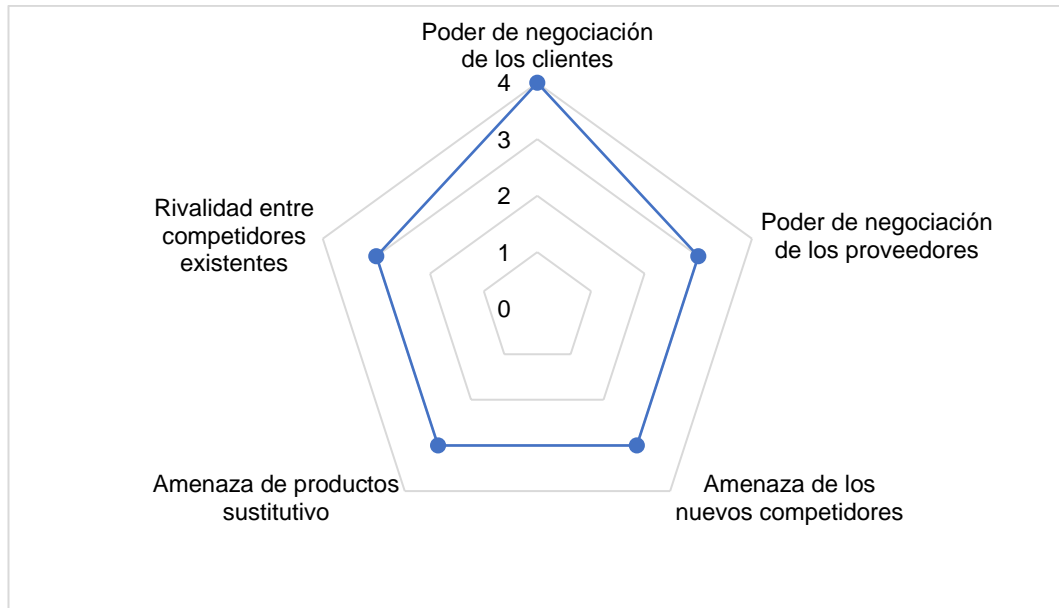 Poder de negociación
de los clientes
4
3
2
1
0
Poder de negociación
de los proveedores
Amenaza de los
nuevos competidores
Amenaza de productos
sustitutivo
Rivalidad entre
competidores
existentes